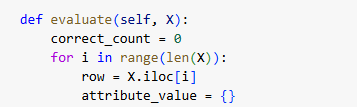 def evaluate(self, X):
    correct_count = 0
    for i in range(len(X)):
        row = X.iloc[i]
        attribute_value = {}